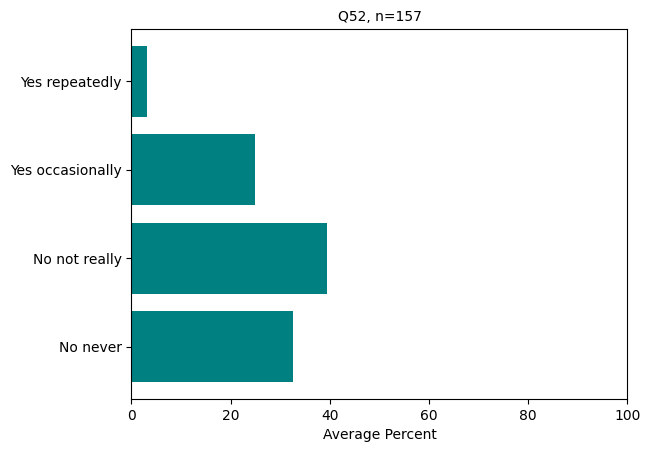 Q52, n=157
Yes repeatedly
Yes occasionally
No not really
No never
0 20 40 60 80 100
Average Percent